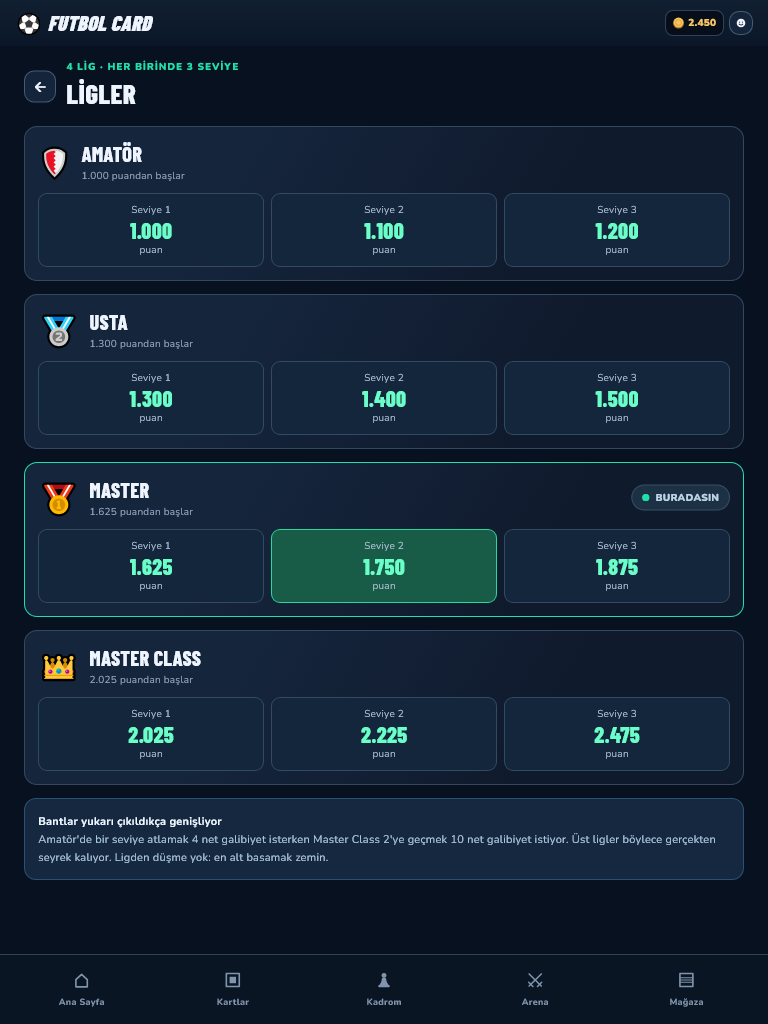 FUTBOL CARD
2.450
4 LİG · HER BİRİNDE 3 SEVİYE
LİGLER
AMATÖR
1.000 puandan başlar
Seviye 1
1.000
puan
Seviye 2
1.100
puan
Seviye 3
1.200
puan
2
USTA
1.300 puandan başlar
Seviye 1
1.300
puan
Seviye 2
1.400
puan
Seviye 3
1.500
puan
1
MASTER
1.625 puandan başlar
BURADASIN
Seviye 1
1.625
puan
Seviye 2
1.750
puan
Seviye 3
1.875
puan
MASTER CLASS
2.025 puandan başlar
Seviye 1
2.025
puan
Seviye 2
2.225
puan
Seviye 3
2.475
puan
Bantlar yukarı çıkıldıkça genişliyor
Amatör'de bir seviye atlamak 4 net galibiyet isterken Master Class 2'ye geçmek 10 net galibiyet istiyor. Üst ligler böylece gerçekten
seyrek kalıyor. Ligden düşme yok: en alt basamak zemin.
Ana Sayfa
Kartlar
Kadrom
Arena
Mağaza